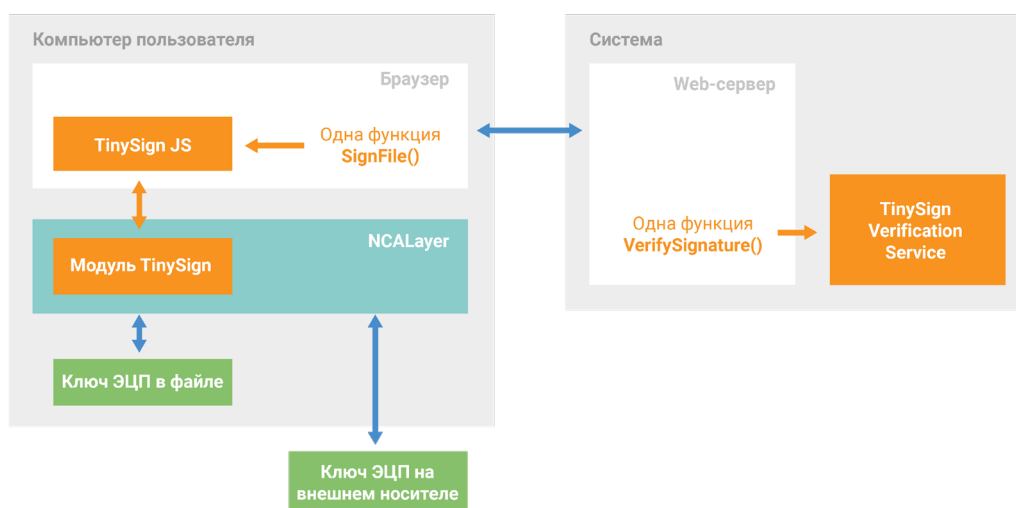 Компьютер пользователя
Браузер
TinySign JS
Одна функция
SignFile()
NCALayer
Модуль TinySign
Ключ ЭЦП в файле
Ключ ЭЦП на
внешнем носителе
Система
Web-сервер
Одна функция
VerifySignature()
TinySign
Verification
Service